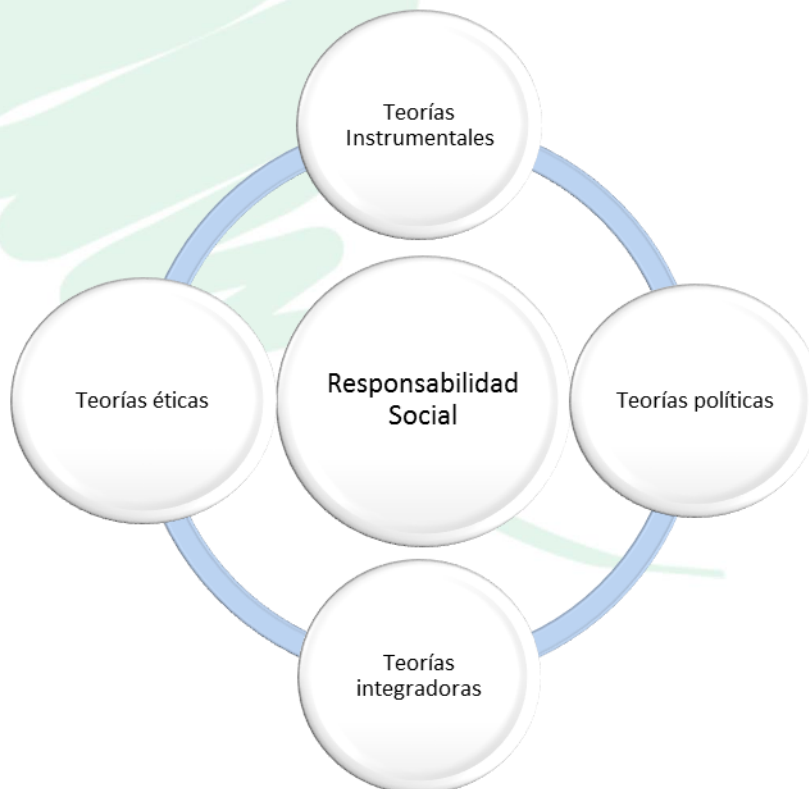 Teorías
Instrumentales
Teorías éticas
Responsabilidad
Social
Teorías políticas
Teorías
integradoras